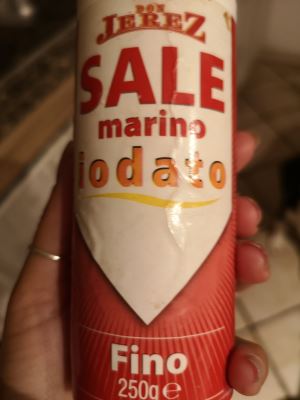 DON
JEREZ
SALE
marino
iodato
Fino
250g e